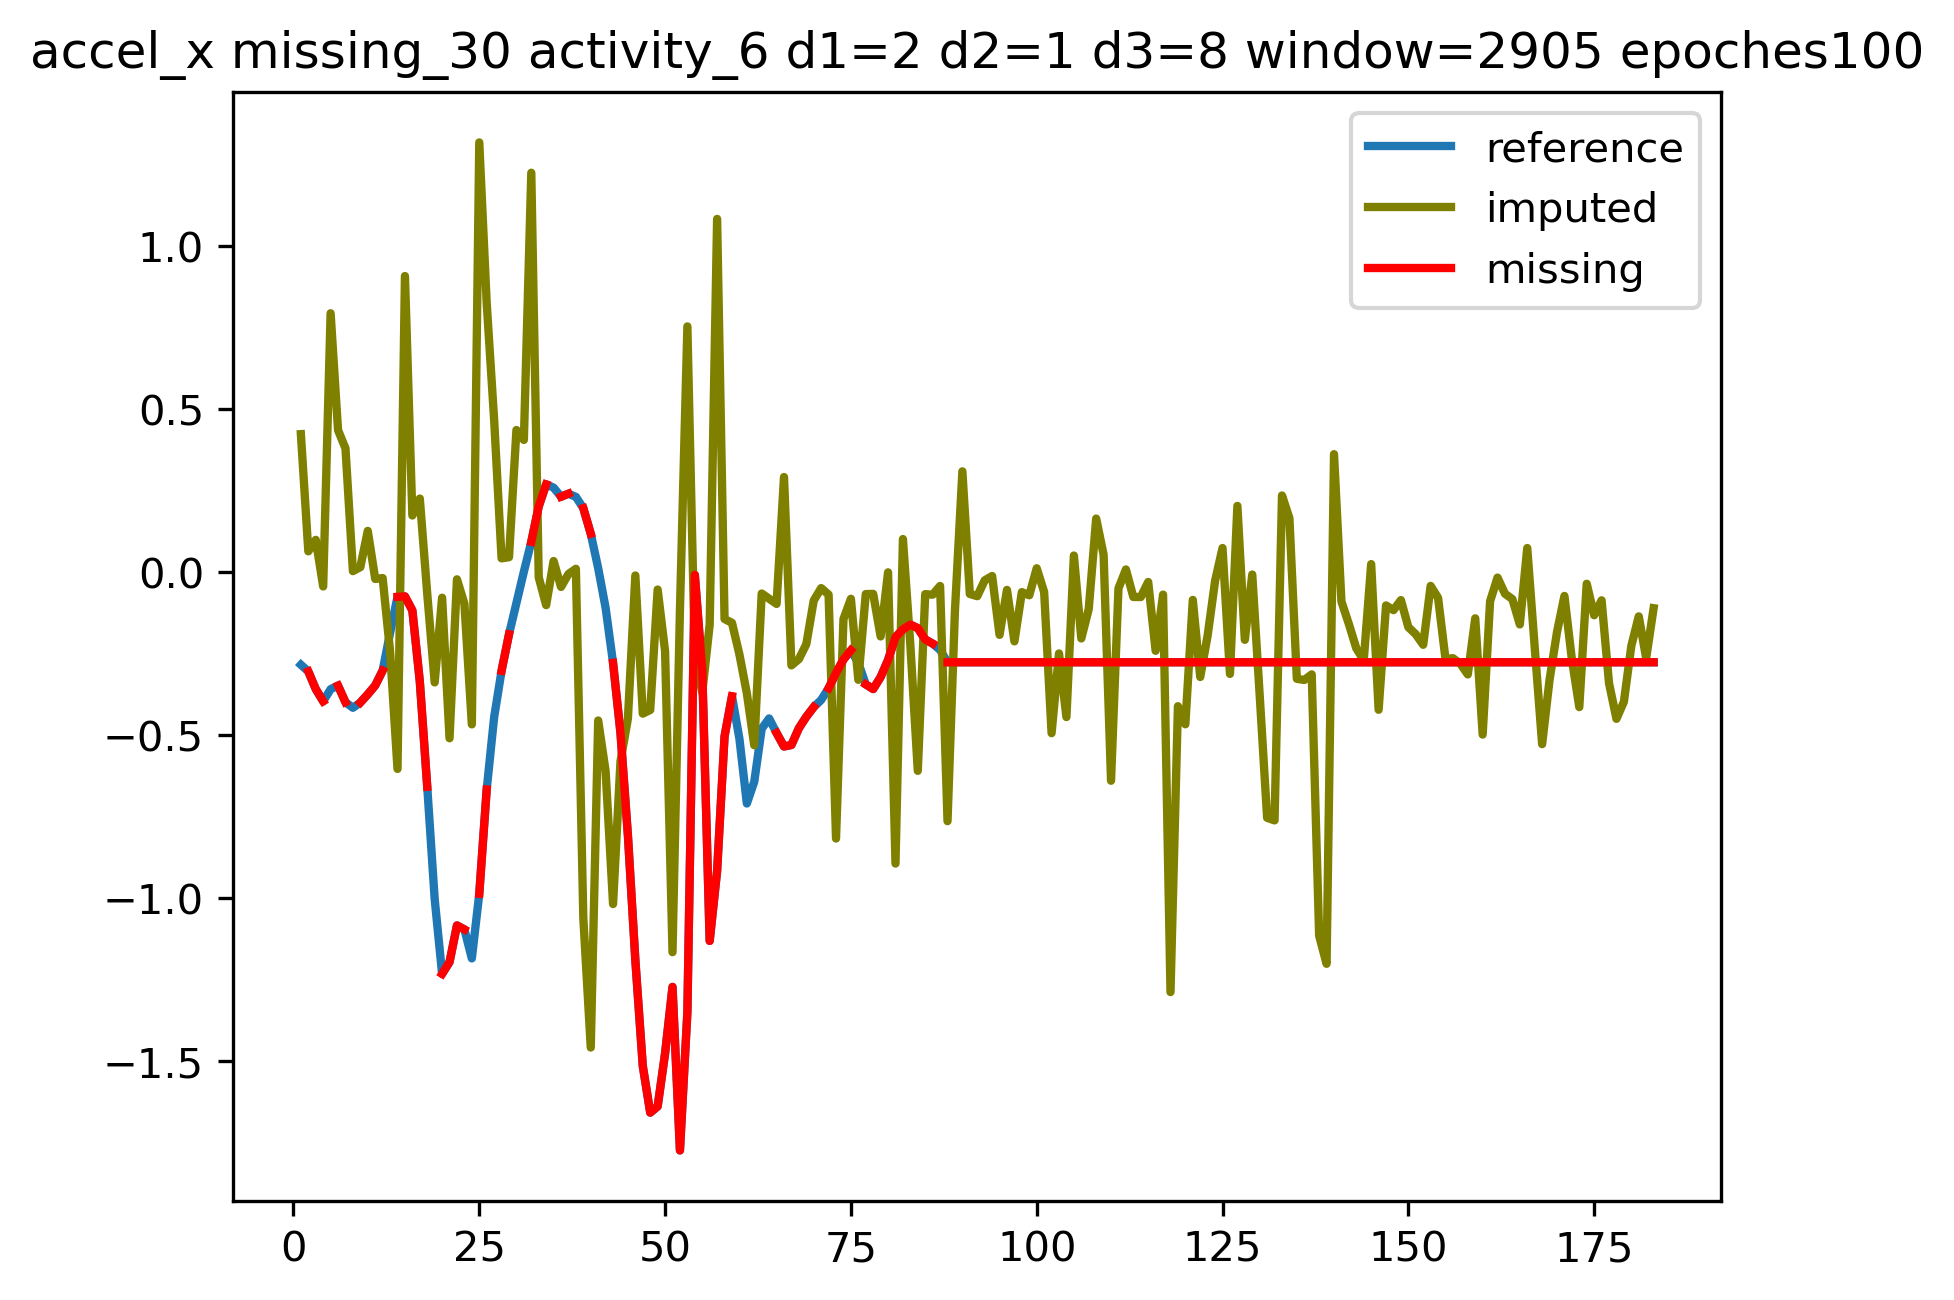 accel_x missing_30 activity_6 d1=2 d2=1 d3=8 window=2905 epoches100
reference
imputed
missing
1.0
0.5
0.0
−0.5
−1.0
−1.5
0 25 50 75 100 125 150 175